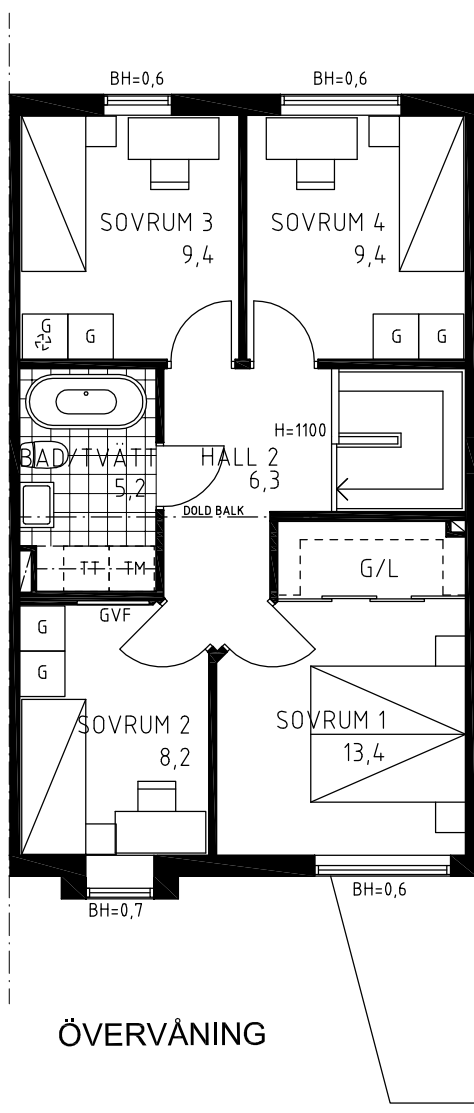 BH=0,6
BH=0,6
SOVRUM 3
9,4
SOVRUM 4
9,4
G
G
G
G
H=1100
BAD/TVÄTT
5,2
HALL 2
6,3
DOLD BALK
TT
TM
G/L
GVF
G
G
SOVRUM 2
8,2
SOVRUM 1
13,4
BH=0,6
BH=0,7
ÖVERVÅNING